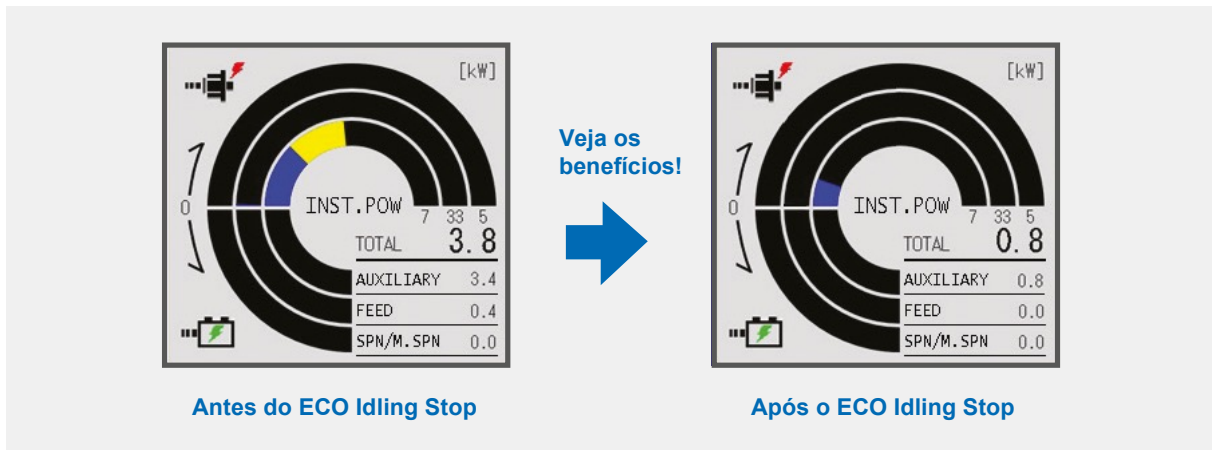 [kW]
0
INST.POW
7 33 5
TOTAL 3.8
AUXILIARY 3.4
FEED 0.4
SPN/M.SPN 0.0
Antes do ECO Idling Stop
Veja os
benefícios!
[kW]
0
INST.POW
7 33 5
TOTAL 0.8
AUXILIARY 0.8
FEED 0.0
SPN/M.SPN 0.0
Após o ECO Idling Stop